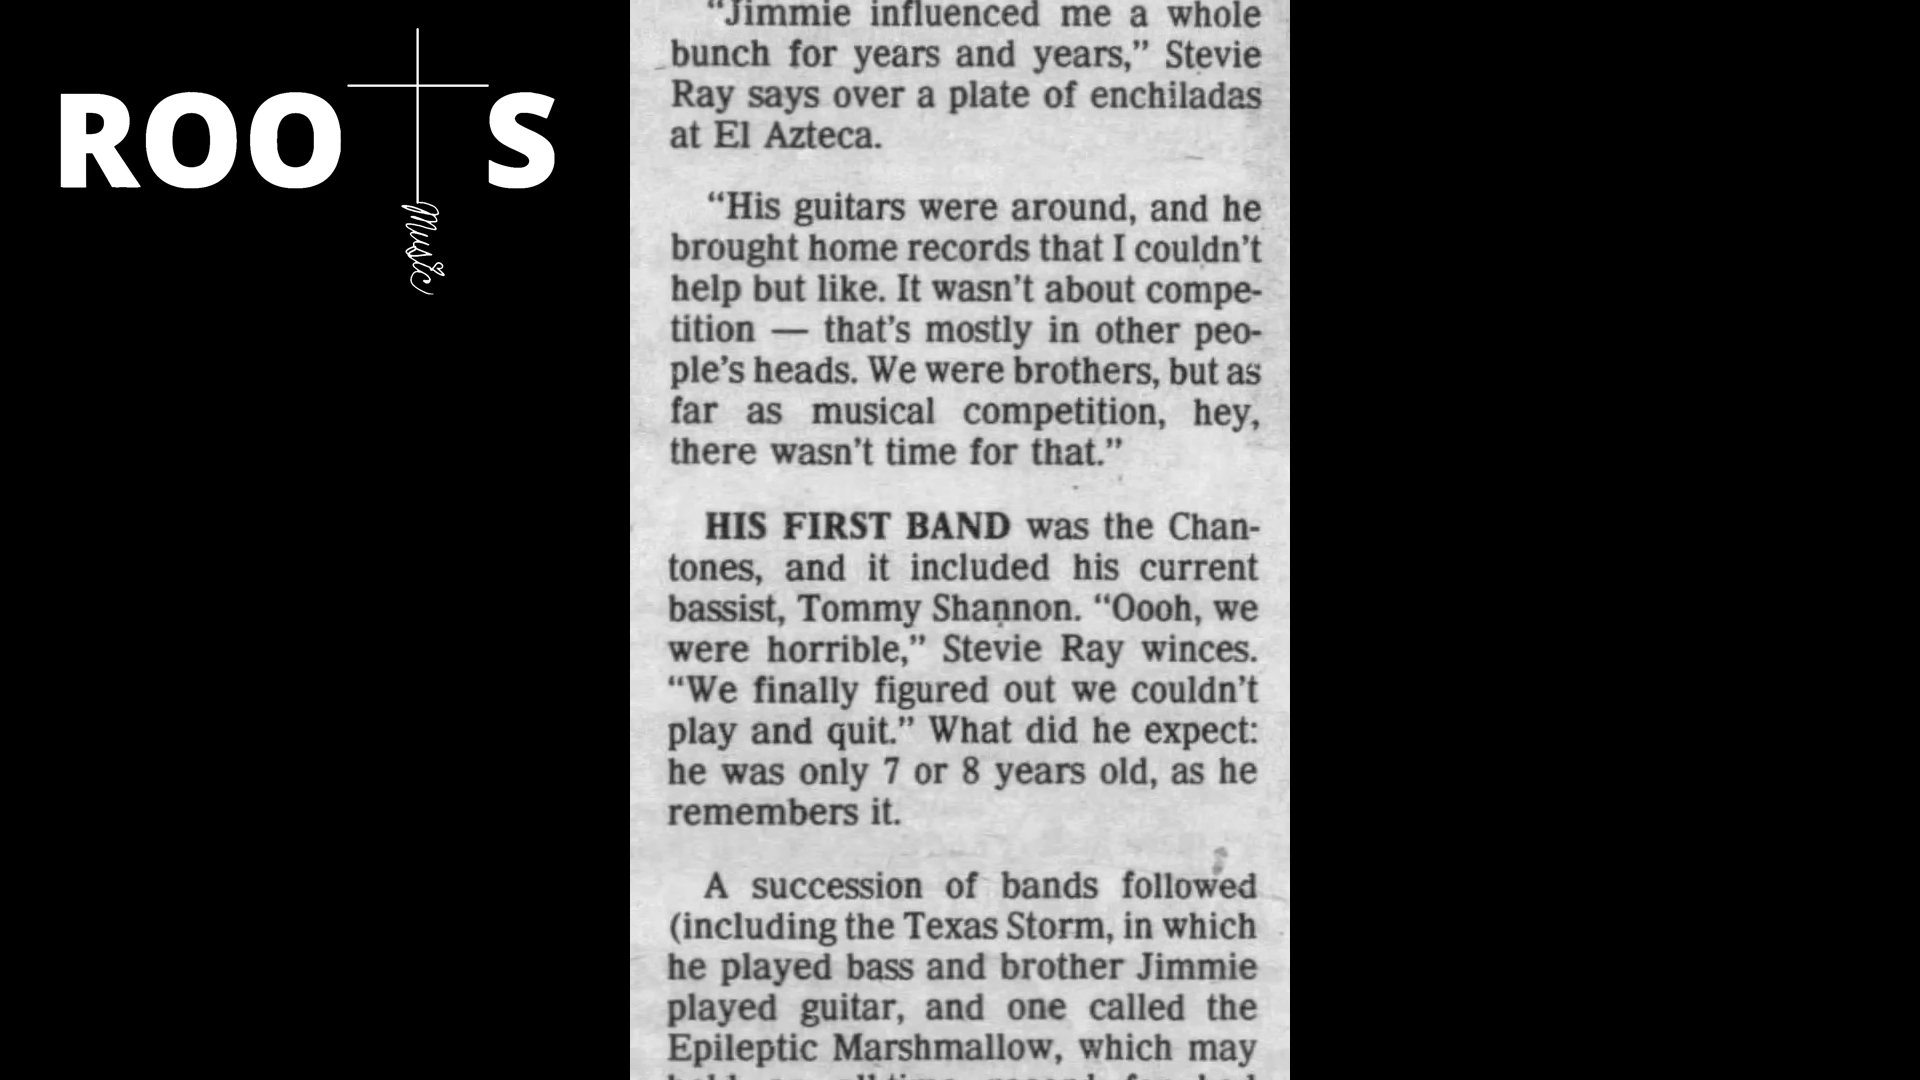 ROOTS
Music
“Jimmie influenced me a whole
bunch for years and years,” Stevie
Ray says over a plate of enchiladas
at El Azteca.
“His guitars were around, and he
brought home records that I couldn’t
help but like. It wasn’t about compe-
tition — that’s mostly in other peo-
ple’s heads. We were brothers, but as
far as musical competition, hey,
there wasn’t time for that.”
HIS FIRST BAND was the Chan-
tones, and it included his current
bassist, Tommy Shannon. “Oooh, we
were horrible,” Stevie Ray winces.
“We finally figured out we couldn’t
play and quit.” What did he expect:
he was only 7 or 8 years old, as he
remembers it.
A succession of bands followed
(including the Texas Storm, in which
he played bass and brother Jimmie
played guitar, and one called the
Epileptic Marshmallow, which may